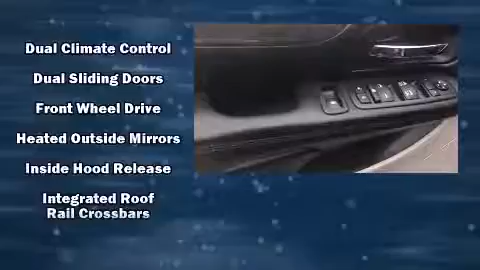 Dual Climate Control
Dual Sliding Doors
Front Wheel Drive
Heated Outside Mirrors
Inside Hood Release
Integrated Roof
Rail Crossbars